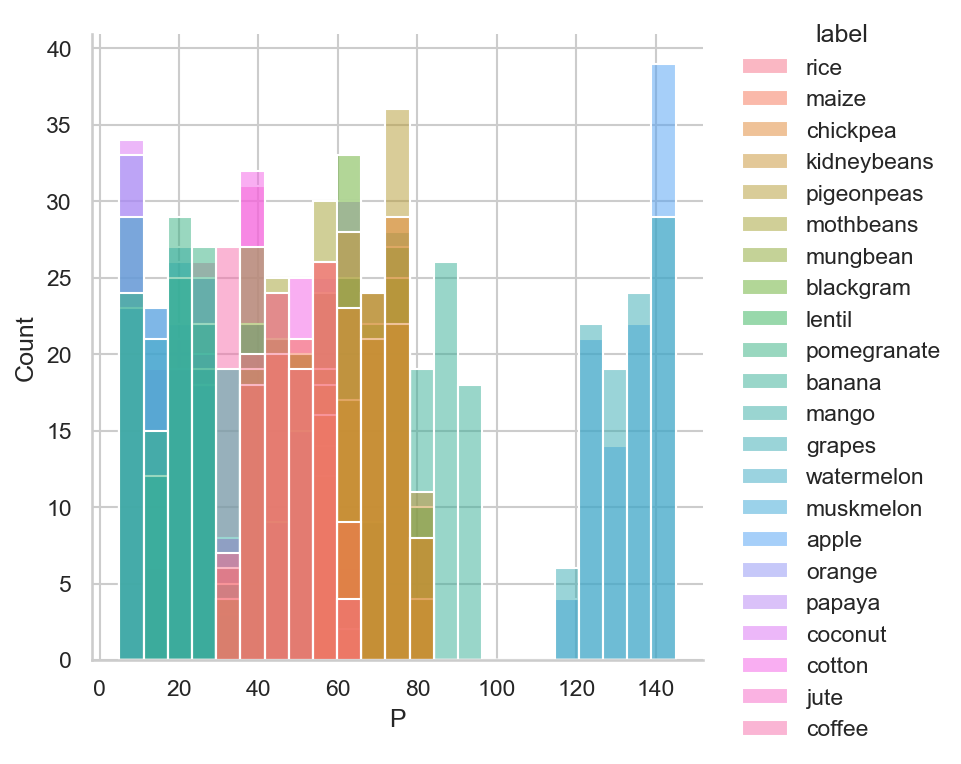 label
rice
maize
chickpea
kidneybeans
pigeonpeas
mothbeans
mungbean
blackgram
lentil
pomegranate
banana
mango
grapes
watermelon
muskmelon
apple
orange
papaya
coconut
cotton
jute
coffee
40
35
30
25
20
15
10
5
0
Count
0 20 40 60 80 100 120 140
P